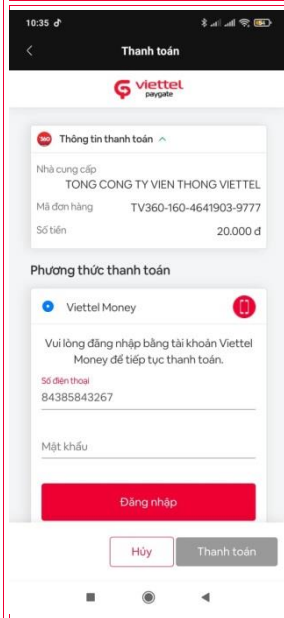 10:35
Thanh toán
viettel
paygate
360 Thông tin thanh toán
Nhà cung cấp
TONG CONG TY VIEN THONG VIETTEL
Mã đơn hàng TV360-160-4641903-9777
Số tiền 20.000 đ
Phương thức thanh toán
Viettel Money
Vui lòng đăng nhập bằng tài khoản Viettel
Money để tiếp tục thanh toán.
Số điện thoại
84385843267
Mật khẩu
Đăng nhập
Hủy Thanh toán